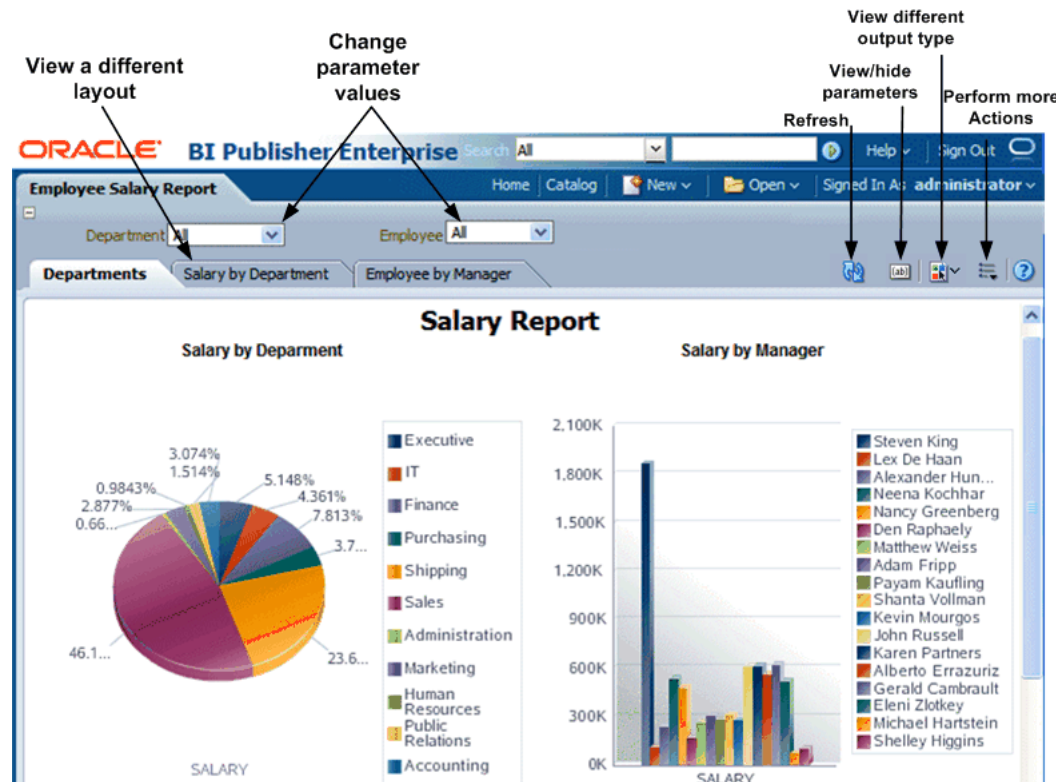 View different
output type
Change
parameter
values
View a different
layout
View/hide
parameters
Perform more
Actions
Refresh
ORACLE BI Publisher Enterprise Search All Help Sign Out
Employee Salary Report Home Catalog New Open Signed In As administrator
Department All Employee All
Departments Salary by Department Employee by Manager [ab] ?
Salary Report
Salary by Deparment
3.074%
1.514%
0.9843%
2.877%
0.66...
5.148%
4.361%
7.813%
3.7...
46.1...
23.6...
SALARY
Executive
IT
Finance
Purchasing
Shipping
Sales
Administration
Marketing
Human
Resources
Public
Relations
Accounting
Salary by Manager
2,100K
1,800K
1,500K
1,200K
900K
600K
300K
0K
SALARY
Steven King
Lex De Haan
Alexander Hun...
Neena Kochhar
Nancy Greenberg
Den Raphaely
Matthew Weiss
Adam Fripp
Payam Kaufling
Shanta Vollman
Kevin Mourgos
John Russell
Karen Partners
Alberto Errazuriz
Gerald Cambrault
Eleni Zlotkey
Michael Hartstein
Shelley Higgins